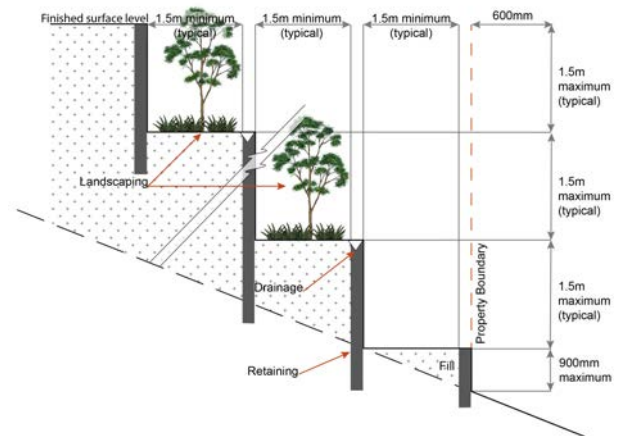 Finished surface level
1.5m minimum
(typical)
1.5m minimum
(typical)
1.5m minimum
(typical)
600mm
1.5m
maximum
(typical)
Landscaping
1.5m
maximum
(typical)
Drainage
Property Boundary
1.5m
maximum
(typical)
Retaining
Fill
900mm
maximum